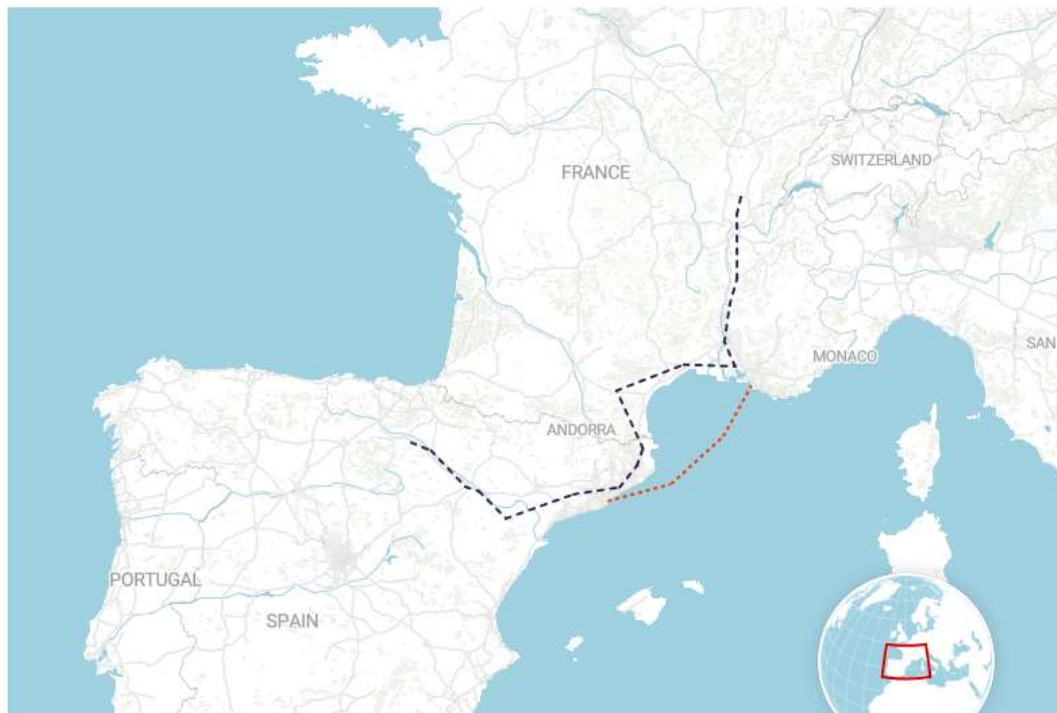 FRANCE
SWITZERLAND
MONACO
SAN
ANDORRA
PORTUGAL
SPAIN